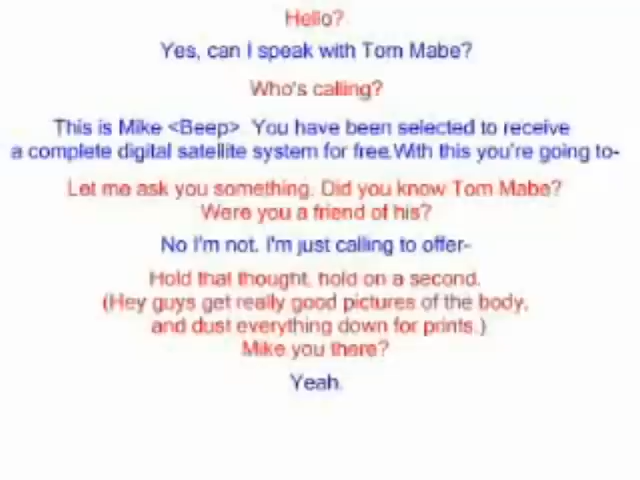 Hello?
Yes, can I speak with Tom Mabe?
Who's calling?
This is Mike <Beep>. You have been selected to receive
a complete digital satellite system for free.With this you're going to-
Let me ask you something. Did you know Tom Mabe?
Were you a friend of his?
No I'm not. I'm just calling to offer-
Hold that thought, hold on a second.
(Hey guys get really good pictures of the body,
and dust everything down for prints.)
Mike you there?
Yeah.